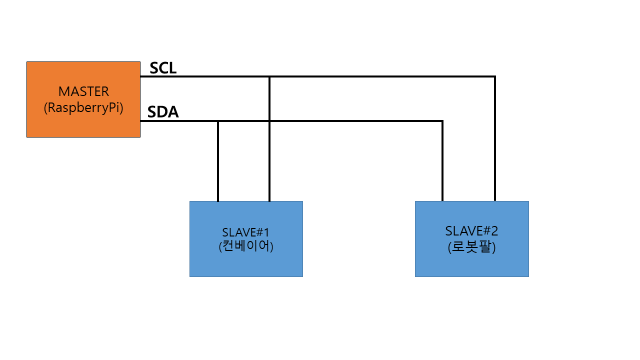 SCL
MASTER
(RaspberryPi)
SDA
SLAVE#1
(컨베이어)
SLAVE#2
(로봇팔)